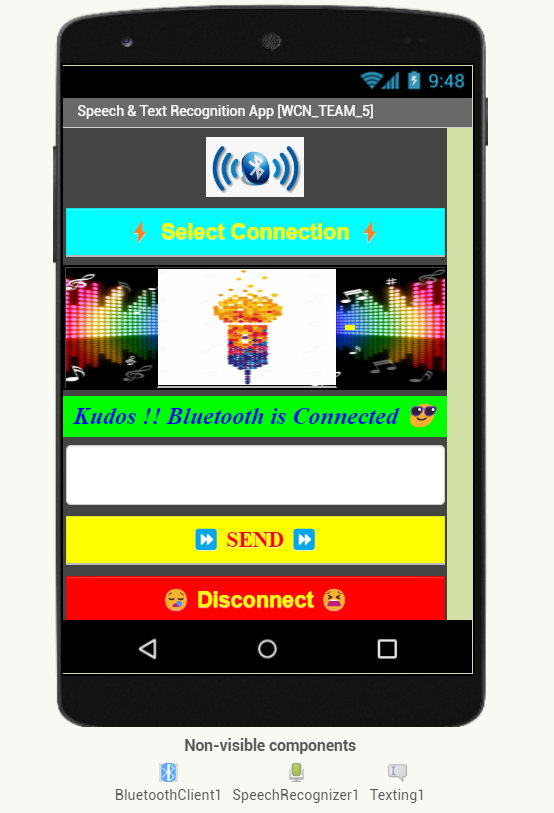 9:48
Speech & Text Recognition App [WCN_TEAM_5]
⚡ Select Connection ⚡
Kudos !! Bluetooth is Connected 😎
⏩ SEND ⏩
😪 Disconnect 😫
Non-visible components
BluetoothClient1 SpeechRecognizer1 Texting1